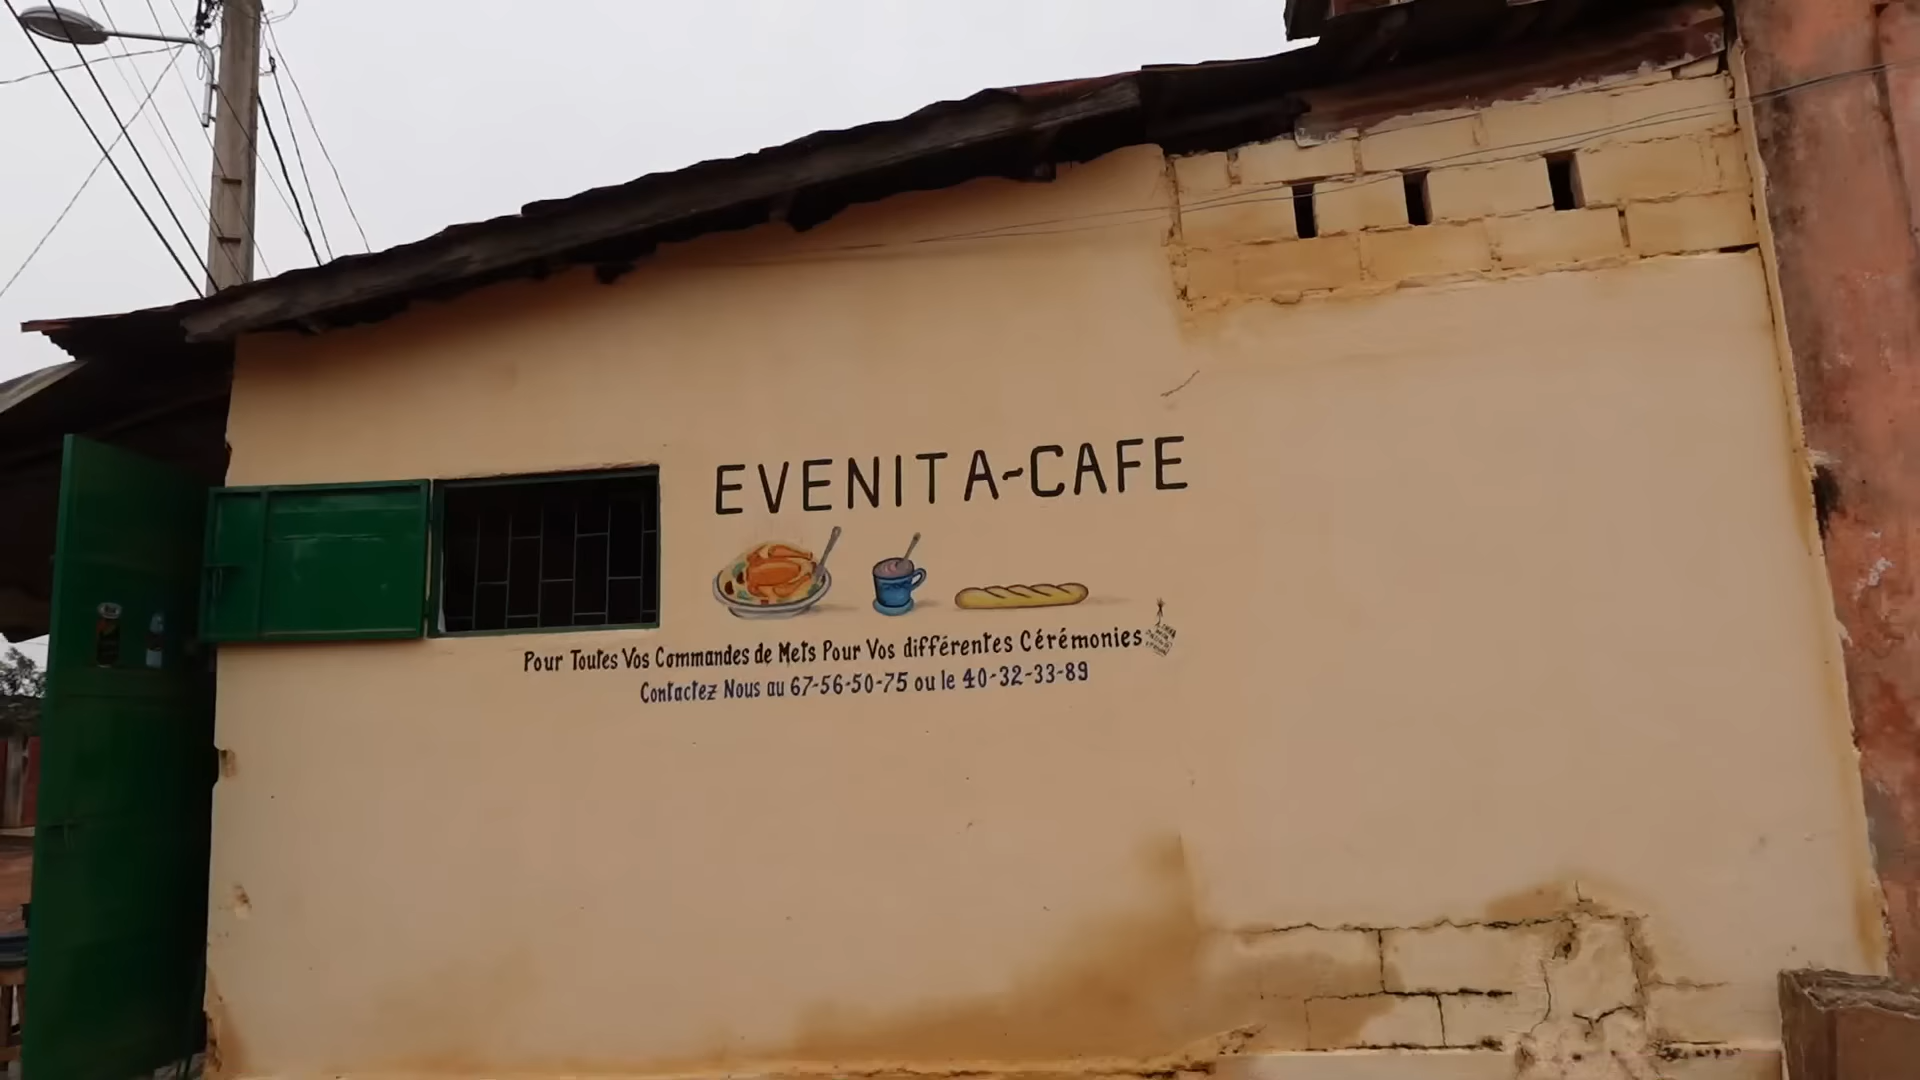 EVENITA-CAFE
Pour Toutes Vos Commandes de Mets Pour Vos différentes Cérémonies
Contactez Nous au 67-56-50-75 ou le 40-32-33-89